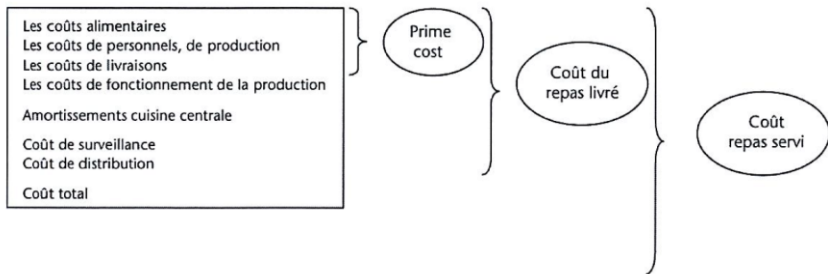 Les coûts alimentaires
Les coûts de personnels, de production
Les coûts de livraisons
Les coûts de fonctionnement de la production
Amortissements cuisine centrale
Coût de surveillance
Coût de distribution
Coût total
Prime
cost
Coût du
repas livré
Coût
repas servi